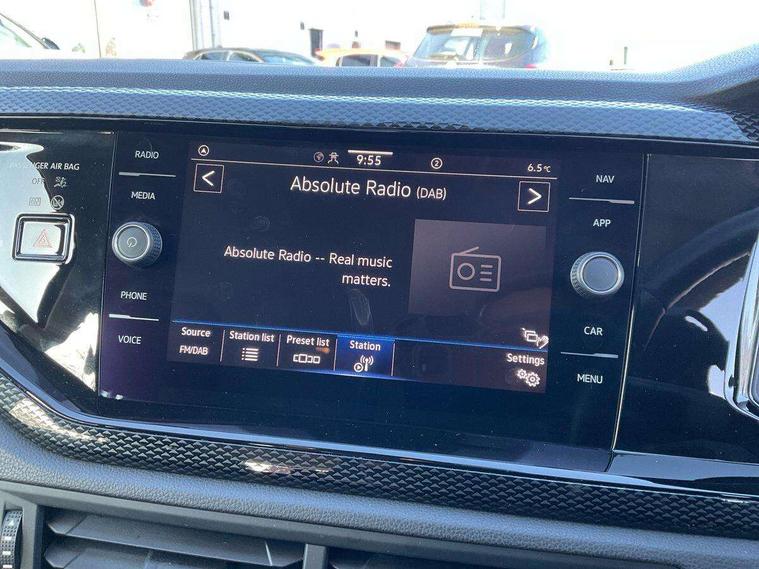 PASSENGER AIR BAG
OFF
ON
RADIO
MEDIA
PHONE
VOICE
9:55
2
6.5°C
<
Absolute Radio (DAB)
>
Absolute Radio -- Real music
matters.
Source
FM/DAB
Station list
Preset list
Station
Settings
NAV
APP
CAR
MENU